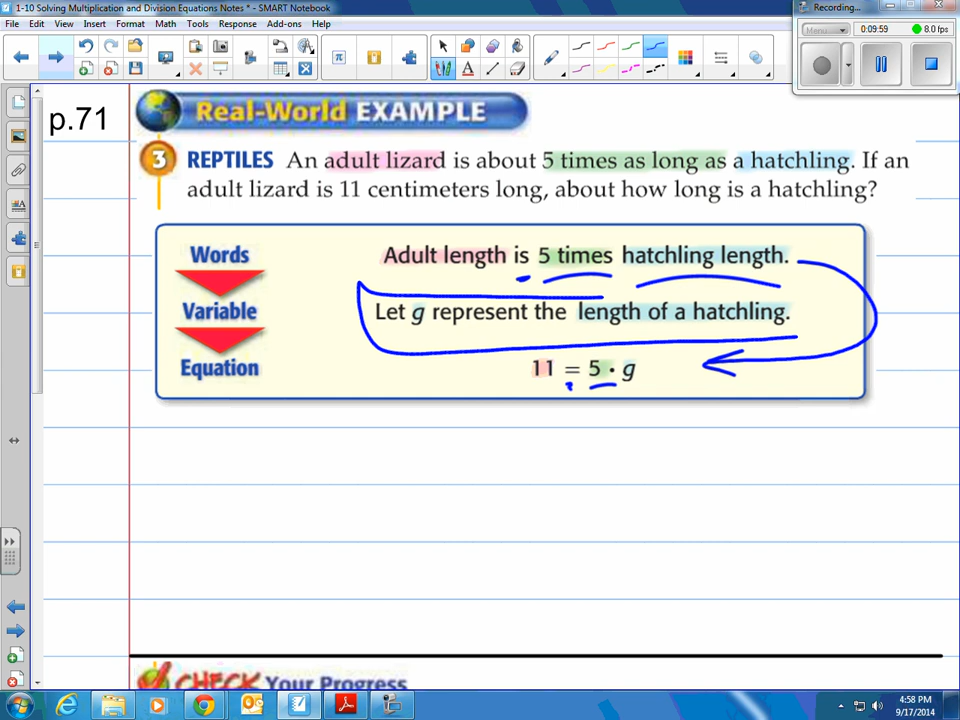 1-10 Solving Multiplication and Division Equations Notes * - SMART Notebook
Recording...
File Edit View Insert Format Math Tools Response Add-ons Help
Menu
0:09:59
8.0 fps
p.71
Real-World EXAMPLE
3 REPTILES An adult lizard is about 5 times as long as a hatchling. If an
adult lizard is 11 centimeters long, about how long is a hatchling?
Words Adult length is 5 times hatchling length.
Variable Let g represent the length of a hatchling.
Equation 11 = 5 · g
CHECK Your Progress
4:58 PM
9/17/2014